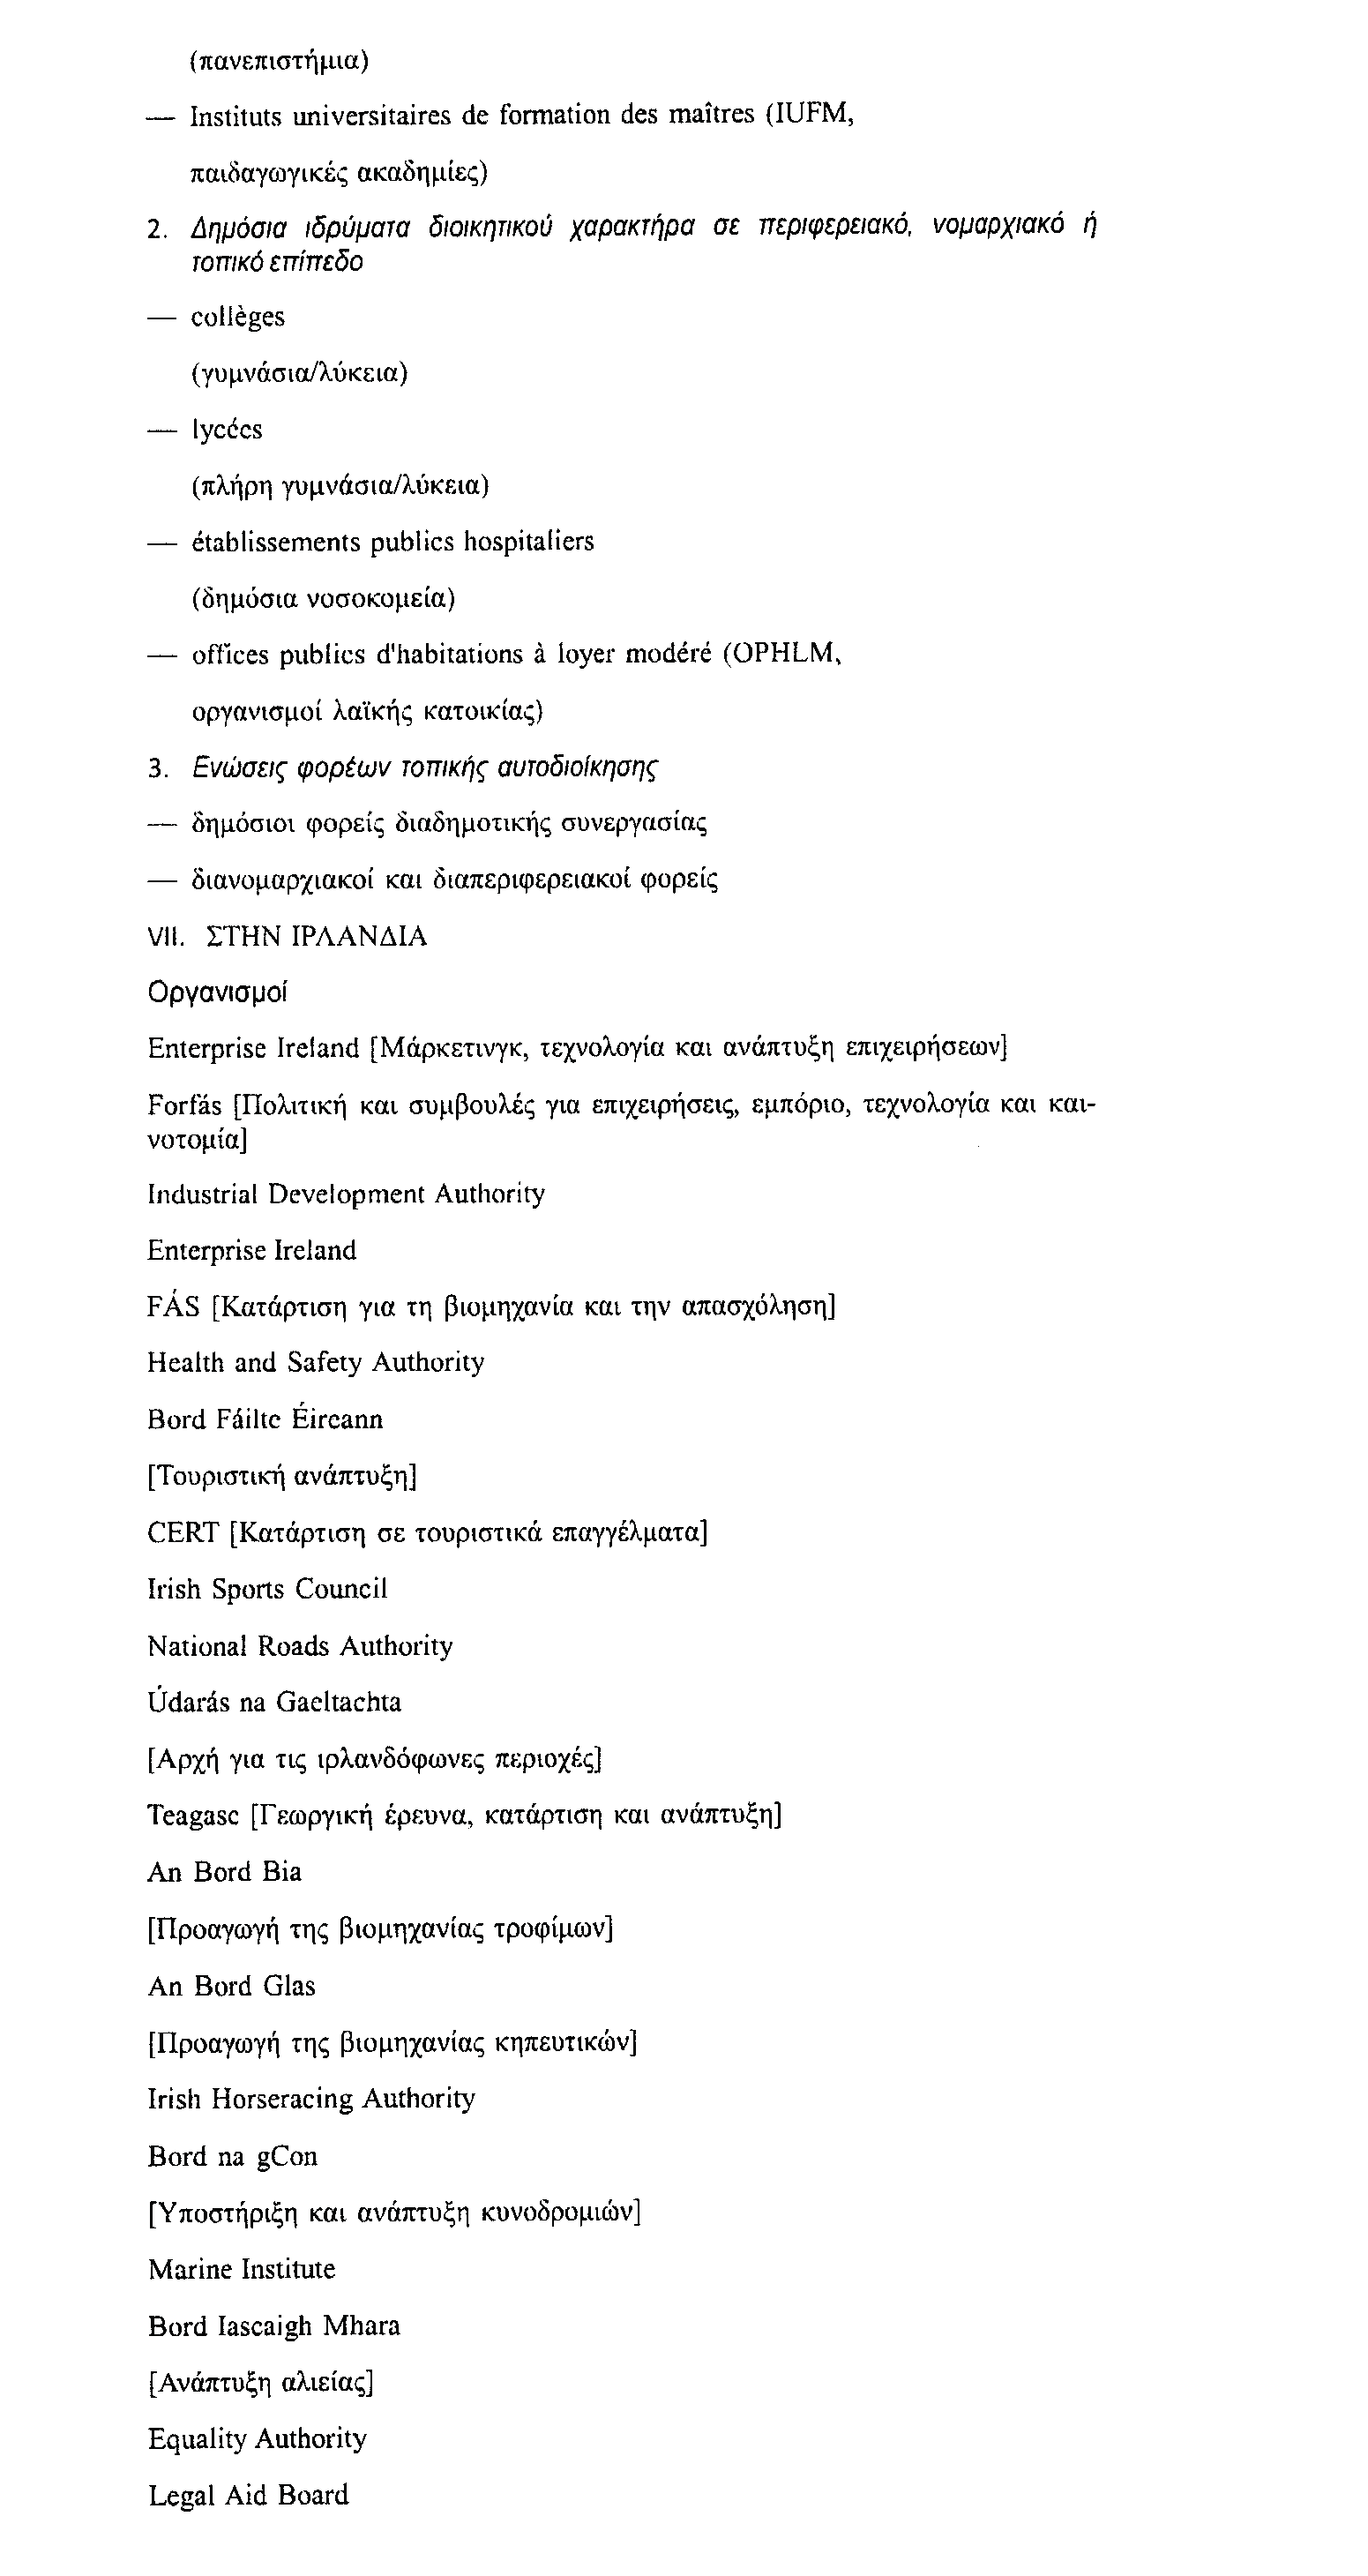 (πανεπιστήμια)
— Instituts universitaires de formation des maîtres (IUFM,
παιδαγωγικές ακαδημίες)
2. Δημόσια ιδρύματα διοικητικού χαρακτήρα σε περιφερειακό, νομαρχιακό ή
τοπικό επίπεδο
— collèges
(γυμνάσια/λύκεια)
— lycées
(πλήρη γυμνάσια/λύκεια)
— établissements publics hospitaliers
(δημόσια νοσοκομεία)
— offices publics d'habitations à loyer modéré (OPHLM,
οργανισμοί λαϊκής κατοικίας)
3. Ενώσεις φορέων τοπικής αυτοδιοίκησης
— δημόσιοι φορείς διαδημοτικής συνεργασίας
— διανομαρχιακοί και διαπεριφερειακοί φορείς
VII. ΣΤΗΝ ΙΡΛΑΝΔΙΑ
Οργανισμοί
Enterprise Ireland [Μάρκετινγκ, τεχνολογία και ανάπτυξη επιχειρήσεων]
Forfás [Πολιτική και συμβουλές για επιχειρήσεις, εμπόριο, τεχνολογία και και-
νοτομία]
Industrial Development Authority
Enterprise Ireland
FÁS [Κατάρτιση για τη βιομηχανία και την απασχόληση]
Health and Safety Authority
Bord Fáilte Éireann
[Τουριστική ανάπτυξη]
CERT [Κατάρτιση σε τουριστικά επαγγέλματα]
Irish Sports Council
National Roads Authority
Údarás na Gaeltachta
[Αρχή για τις ιρλανδόφωνες περιοχές]
Teagasc [Γεωργική έρευνα, κατάρτιση και ανάπτυξη]
An Bord Bia
[Προαγωγή της βιομηχανίας τροφίμων]
An Bord Glas
[Προαγωγή της βιομηχανίας κηπευτικών]
Irish Horseracing Authority
Bord na gCon
[Υποστήριξη και ανάπτυξη κυνοδρομιών]
Marine Institute
Bord Iascaigh Mhara
[Ανάπτυξη αλιείας]
Equality Authority
Legal Aid Board